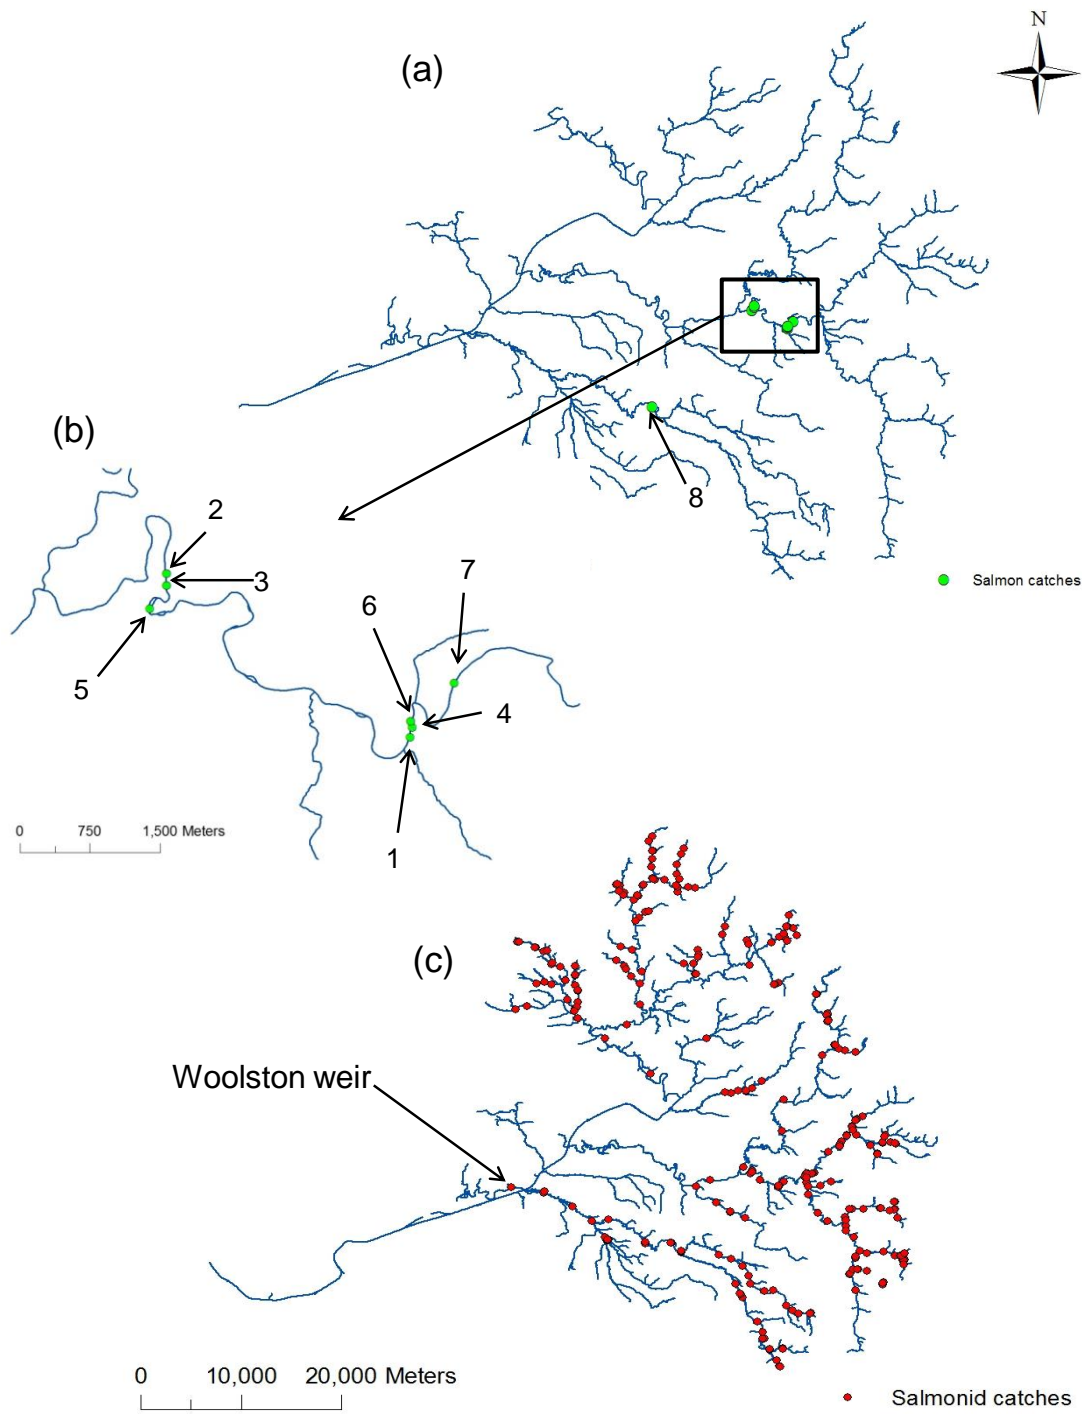 N
(a)
(b)
8
Salmon catches
2
3
7
6
5
4
0 750 1,500 Meters
1
(c)
Woolston weir
0 10,000 20,000 Meters
Salmonid catches